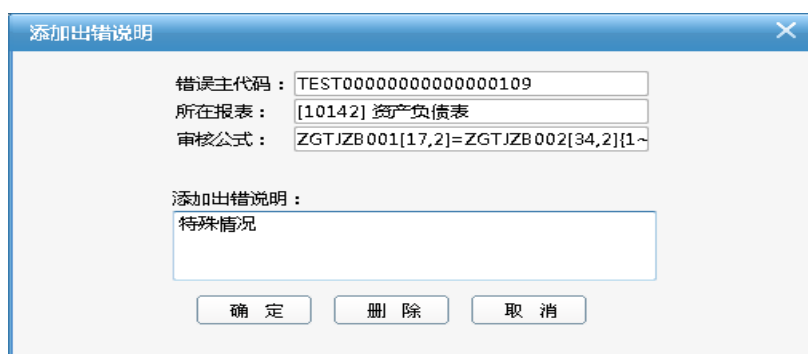 添加出错说明
错误主代码：TEST00000000000000109
所在报表：[10142] 资产负债表
审核公式：ZGTJZB001[17,2]=ZGTJZB002[34,2]{1~
添加出错说明：
特殊情况
确 定 删 除 取 消